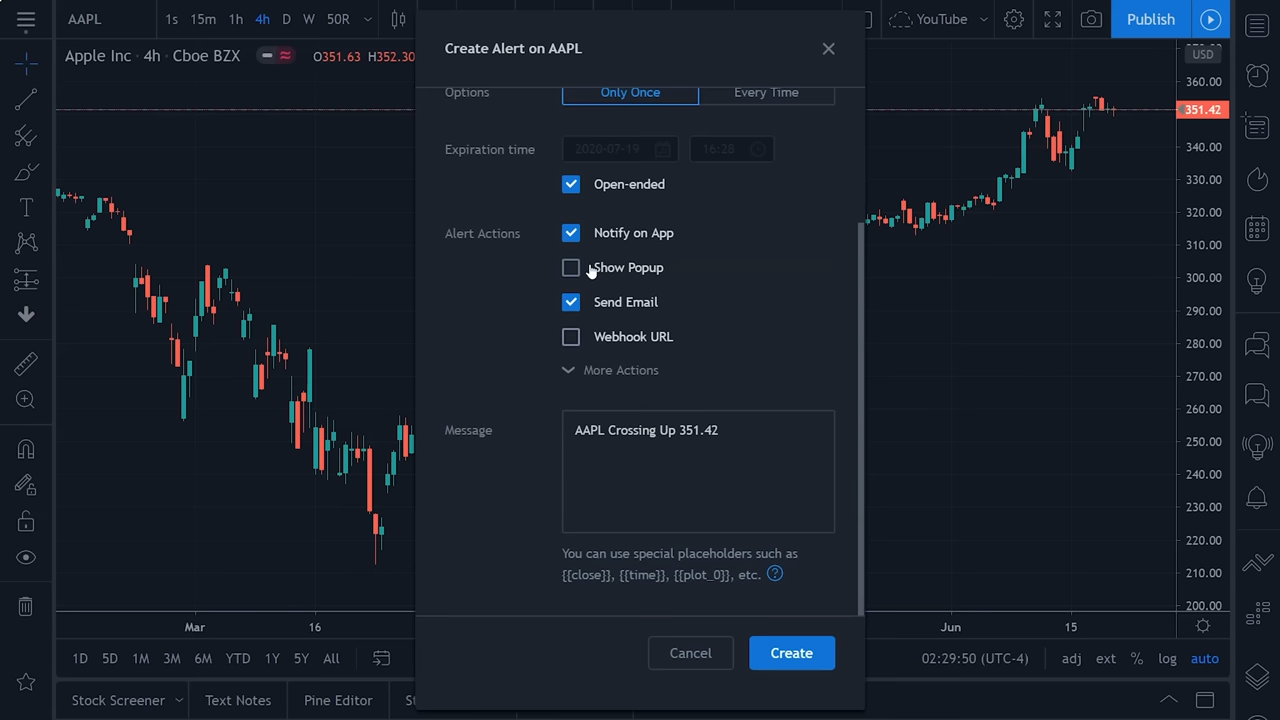 AAPL
1s 15m 1h 4h D W 50R
YouTube
Publish
Apple Inc · 4h · Cboe BZX
O351.63 H352.30
USD
Create Alert on AAPL
Options
Only Once
Every Time
Expiration time
2020-07-19
16:28
Open-ended
Alert Actions
Notify on App
Show Popup
Send Email
Webhook URL
More Actions
Message
AAPL Crossing Up 351.42
You can use special placeholders such as
{{close}}, {{time}}, {{plot_0}}, etc.
Cancel
Create
360.00
351.42
340.00
330.00
320.00
310.00
300.00
290.00
280.00
270.00
260.00
250.00
240.00
230.00
220.00
210.00
200.00
Mar 16 Jun 15
1D 5D 1M 3M 6M YTD 1Y 5Y All
02:29:50 (UTC-4) adj ext % log auto
Stock Screener Text Notes Pine Editor